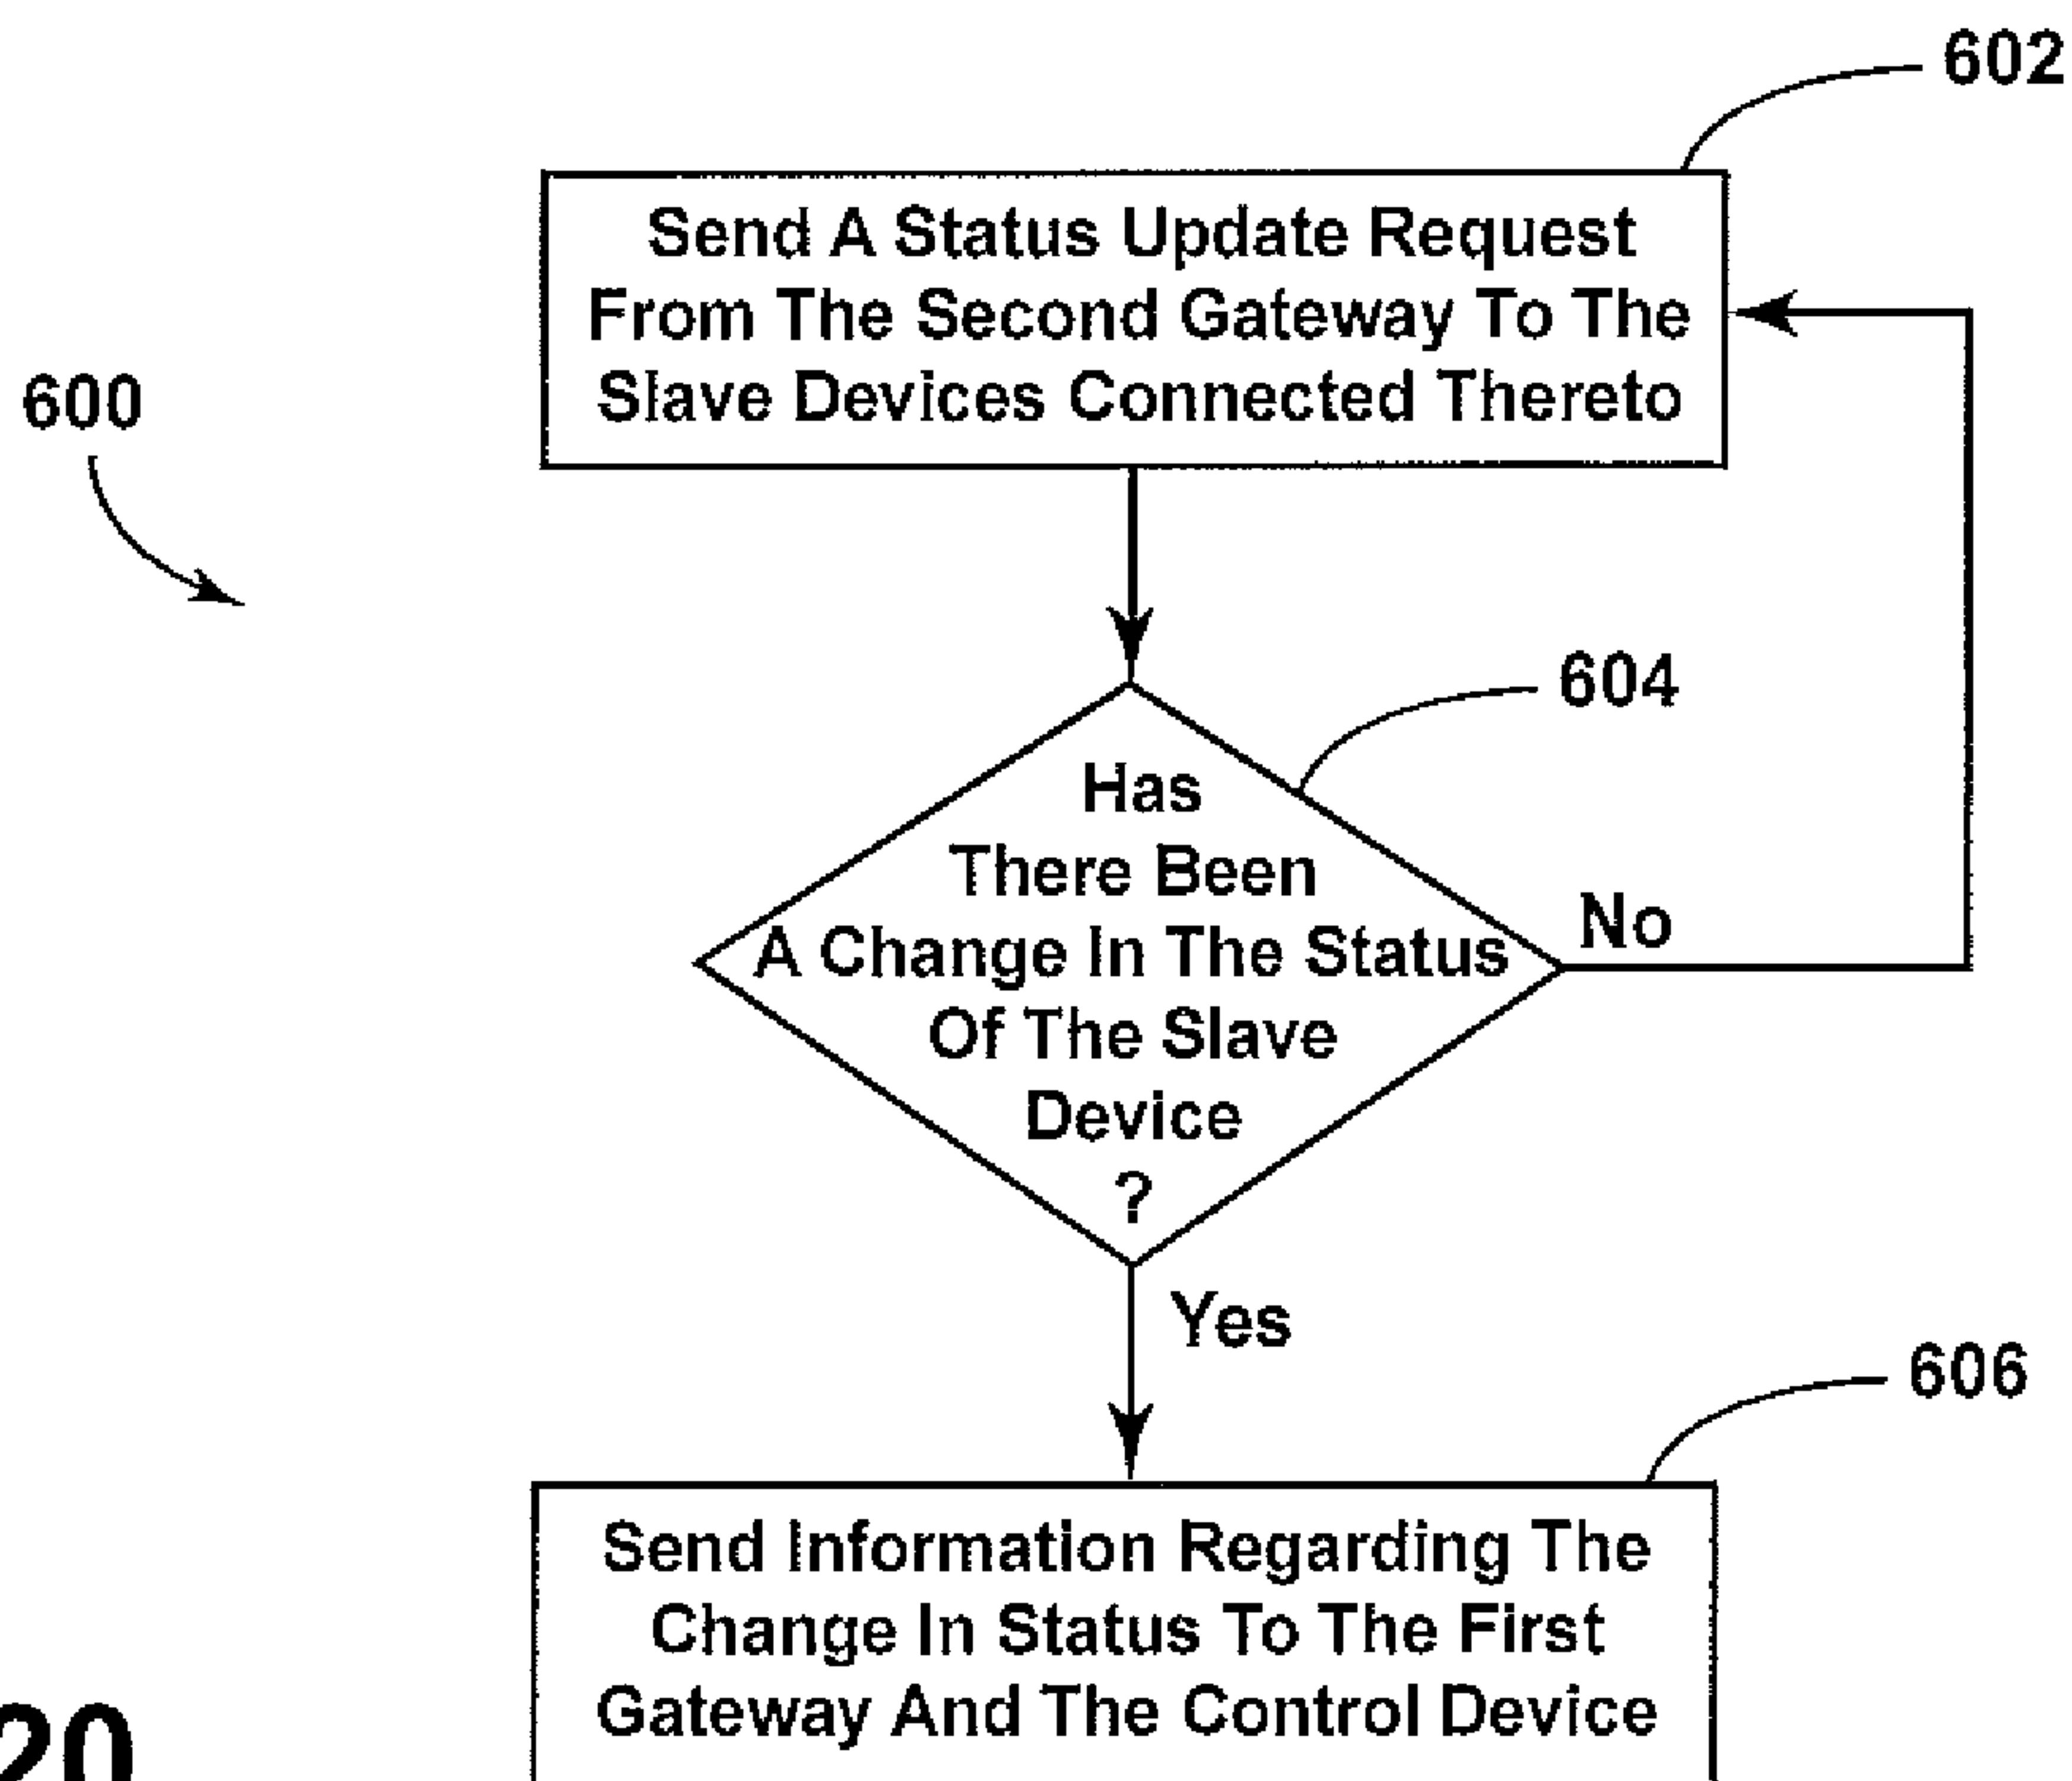 602
Send A Status Update Request
From The Second Gateway To The
Slave Devices Connected Thereto
600
604
Has
There Been
A Change In The Status
Of The Slave
Device
?
No
Yes
606
Send Information Regarding The
Change In Status To The First
Gateway And The Control Device
20